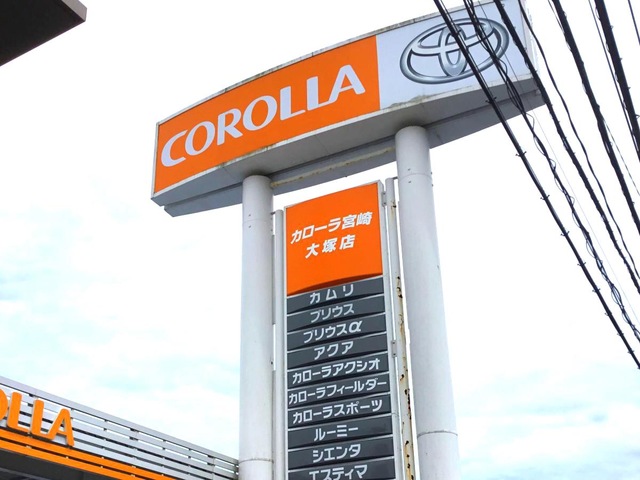 COROLLA
カローラ宮崎
大塚店
カムリ
プリウス
プリウスα
アクア
カローラアクシオ
カローラフィールダー
カローラスポーツ
ルーミー
シエンタ
エスティマ
OLLA